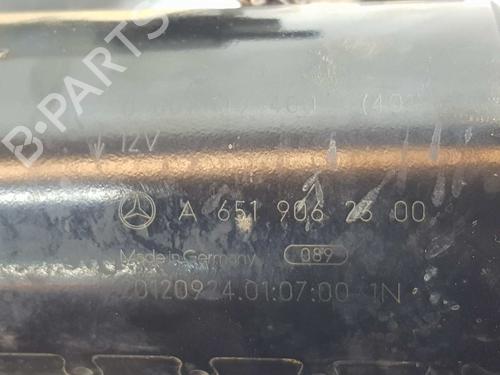 12V
A 651 906 26 00
Made in Germany 089
20120924.01:07:00 1N
B-PARTS